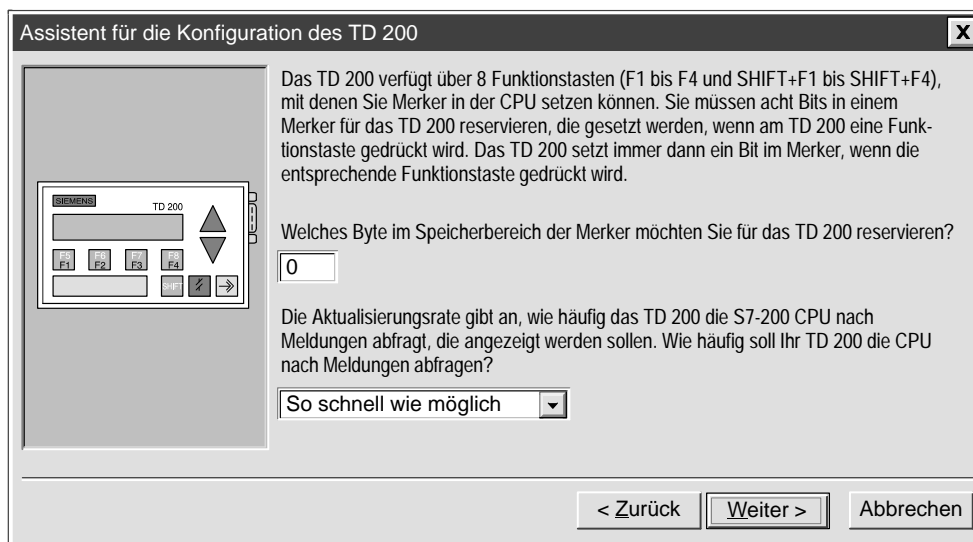 Assistent für die Konfiguration des TD 200
X
Das TD 200 verfügt über 8 Funktionstasten (F1 bis F4 und SHIFT+F1 bis SHIFT+F4),
mit denen Sie Merker in der CPU setzen können. Sie müssen acht Bits in einem
Merker für das TD 200 reservieren, die gesetzt werden, wenn am TD 200 eine Funk-
tionstaste gedrückt wird. Das TD 200 setzt immer dann ein Bit im Merker, wenn die
entsprechende Funktionstaste gedrückt wird.
SIEMENS
TD 200
F5 F6 F7 F8
F1 F2 F3 F4
SHIFT
Welches Byte im Speicherbereich der Merker möchten Sie für das TD 200 reservieren?
0
Die Aktualisierungsrate gibt an, wie häufig das TD 200 die S7-200 CPU nach
Meldungen abfragt, die angezeigt werden sollen. Wie häufig soll Ihr TD 200 die CPU
nach Meldungen abfragen?
So schnell wie möglich
< Zurück Weiter > Abbrechen